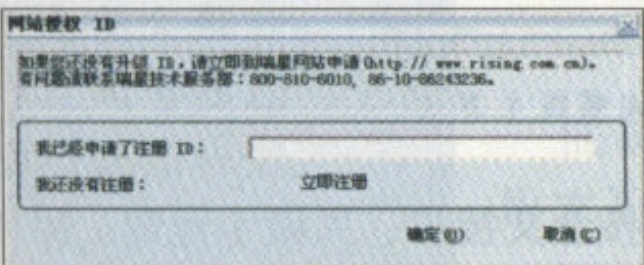 网站授权 ID
如果您还没有升级 ID，请立即到瑞星网站申请(http:// www.rising.com.cn)。
有问题请联系瑞星技术服务部：800-810-6010, 86-10-86243236。
我已经申请了注册 ID：
我还没有注册： 立即注册
确定(O) 取消(C)